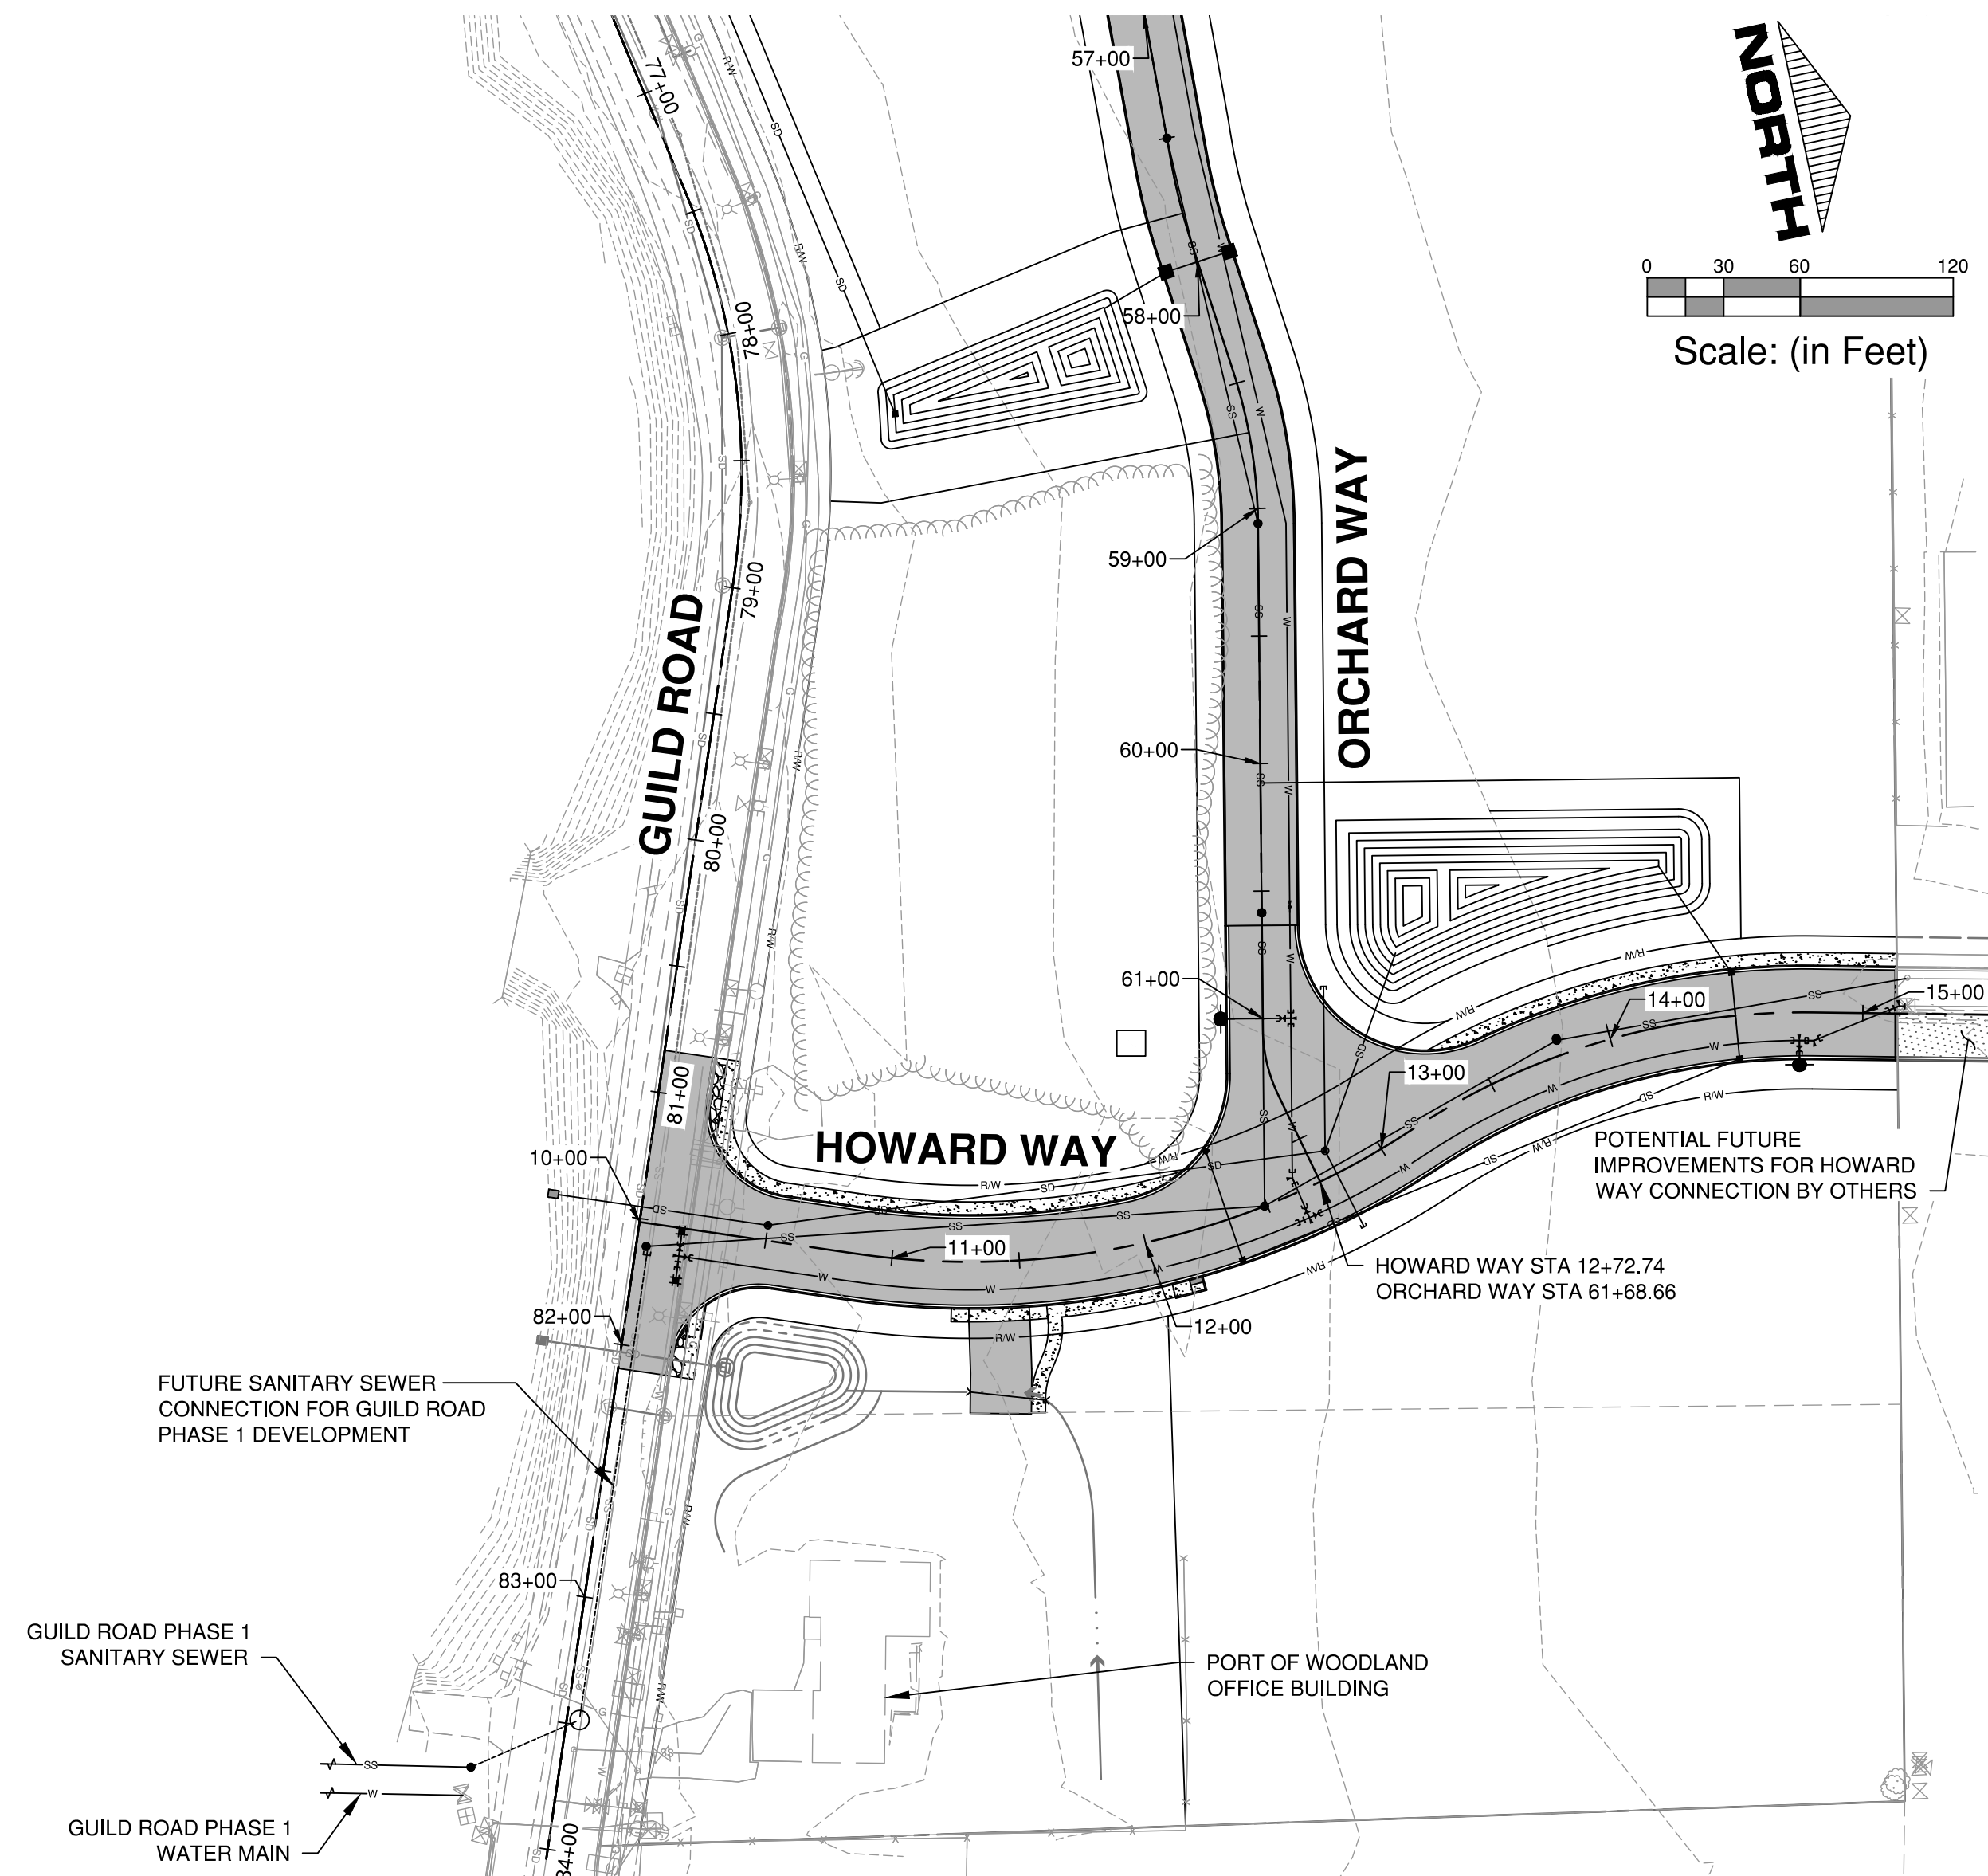 57+00
77+00
NORTH
0 30 60 120
Scale: (in Feet)
58+00
78+00
59+00
79+00
GUILD ROAD
ORCHARD WAY
60+00
80+00
61+00
14+00
15+00
13+00
81+00
HOWARD WAY
10+00
11+00
12+00
POTENTIAL FUTURE
IMPROVEMENTS FOR HOWARD
WAY CONNECTION BY OTHERS
HOWARD WAY STA 12+72.74
ORCHARD WAY STA 61+68.66
82+00
FUTURE SANITARY SEWER
CONNECTION FOR GUILD ROAD
PHASE 1 DEVELOPMENT
83+00
GUILD ROAD PHASE 1
SANITARY SEWER
PORT OF WOODLAND
OFFICE BUILDING
SS
W
GUILD ROAD PHASE 1
WATER MAIN
84+00
R/W
SD
G